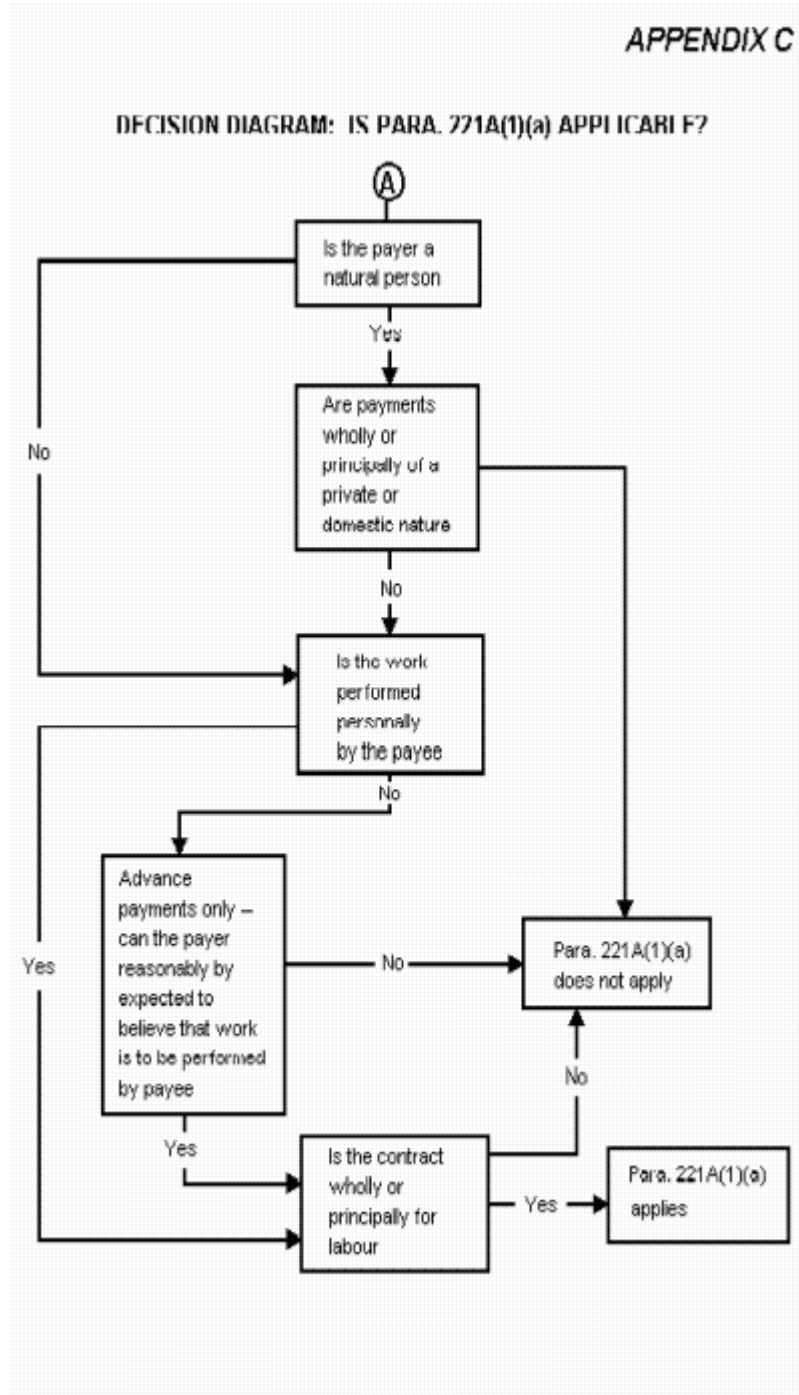 APPENDIX C
DECISION DIAGRAM: IS PARA. 221A(1)(a) APPLICABLE?
A
Is the payer a
natural person
Yes
Are payments
wholly or
principally of a
private or
domestic nature
No
No
Is the work
performed
personally
by the payee
No
Advance
payments only –
can the payer
reasonably by
expected to
believe that work
is to be performed
by payee
No
Para. 221A(1)(a)
does not apply
Yes
No
Yes
Is the contract
wholly or
principally for
labour
Yes
Para. 221A(1)(a)
applies